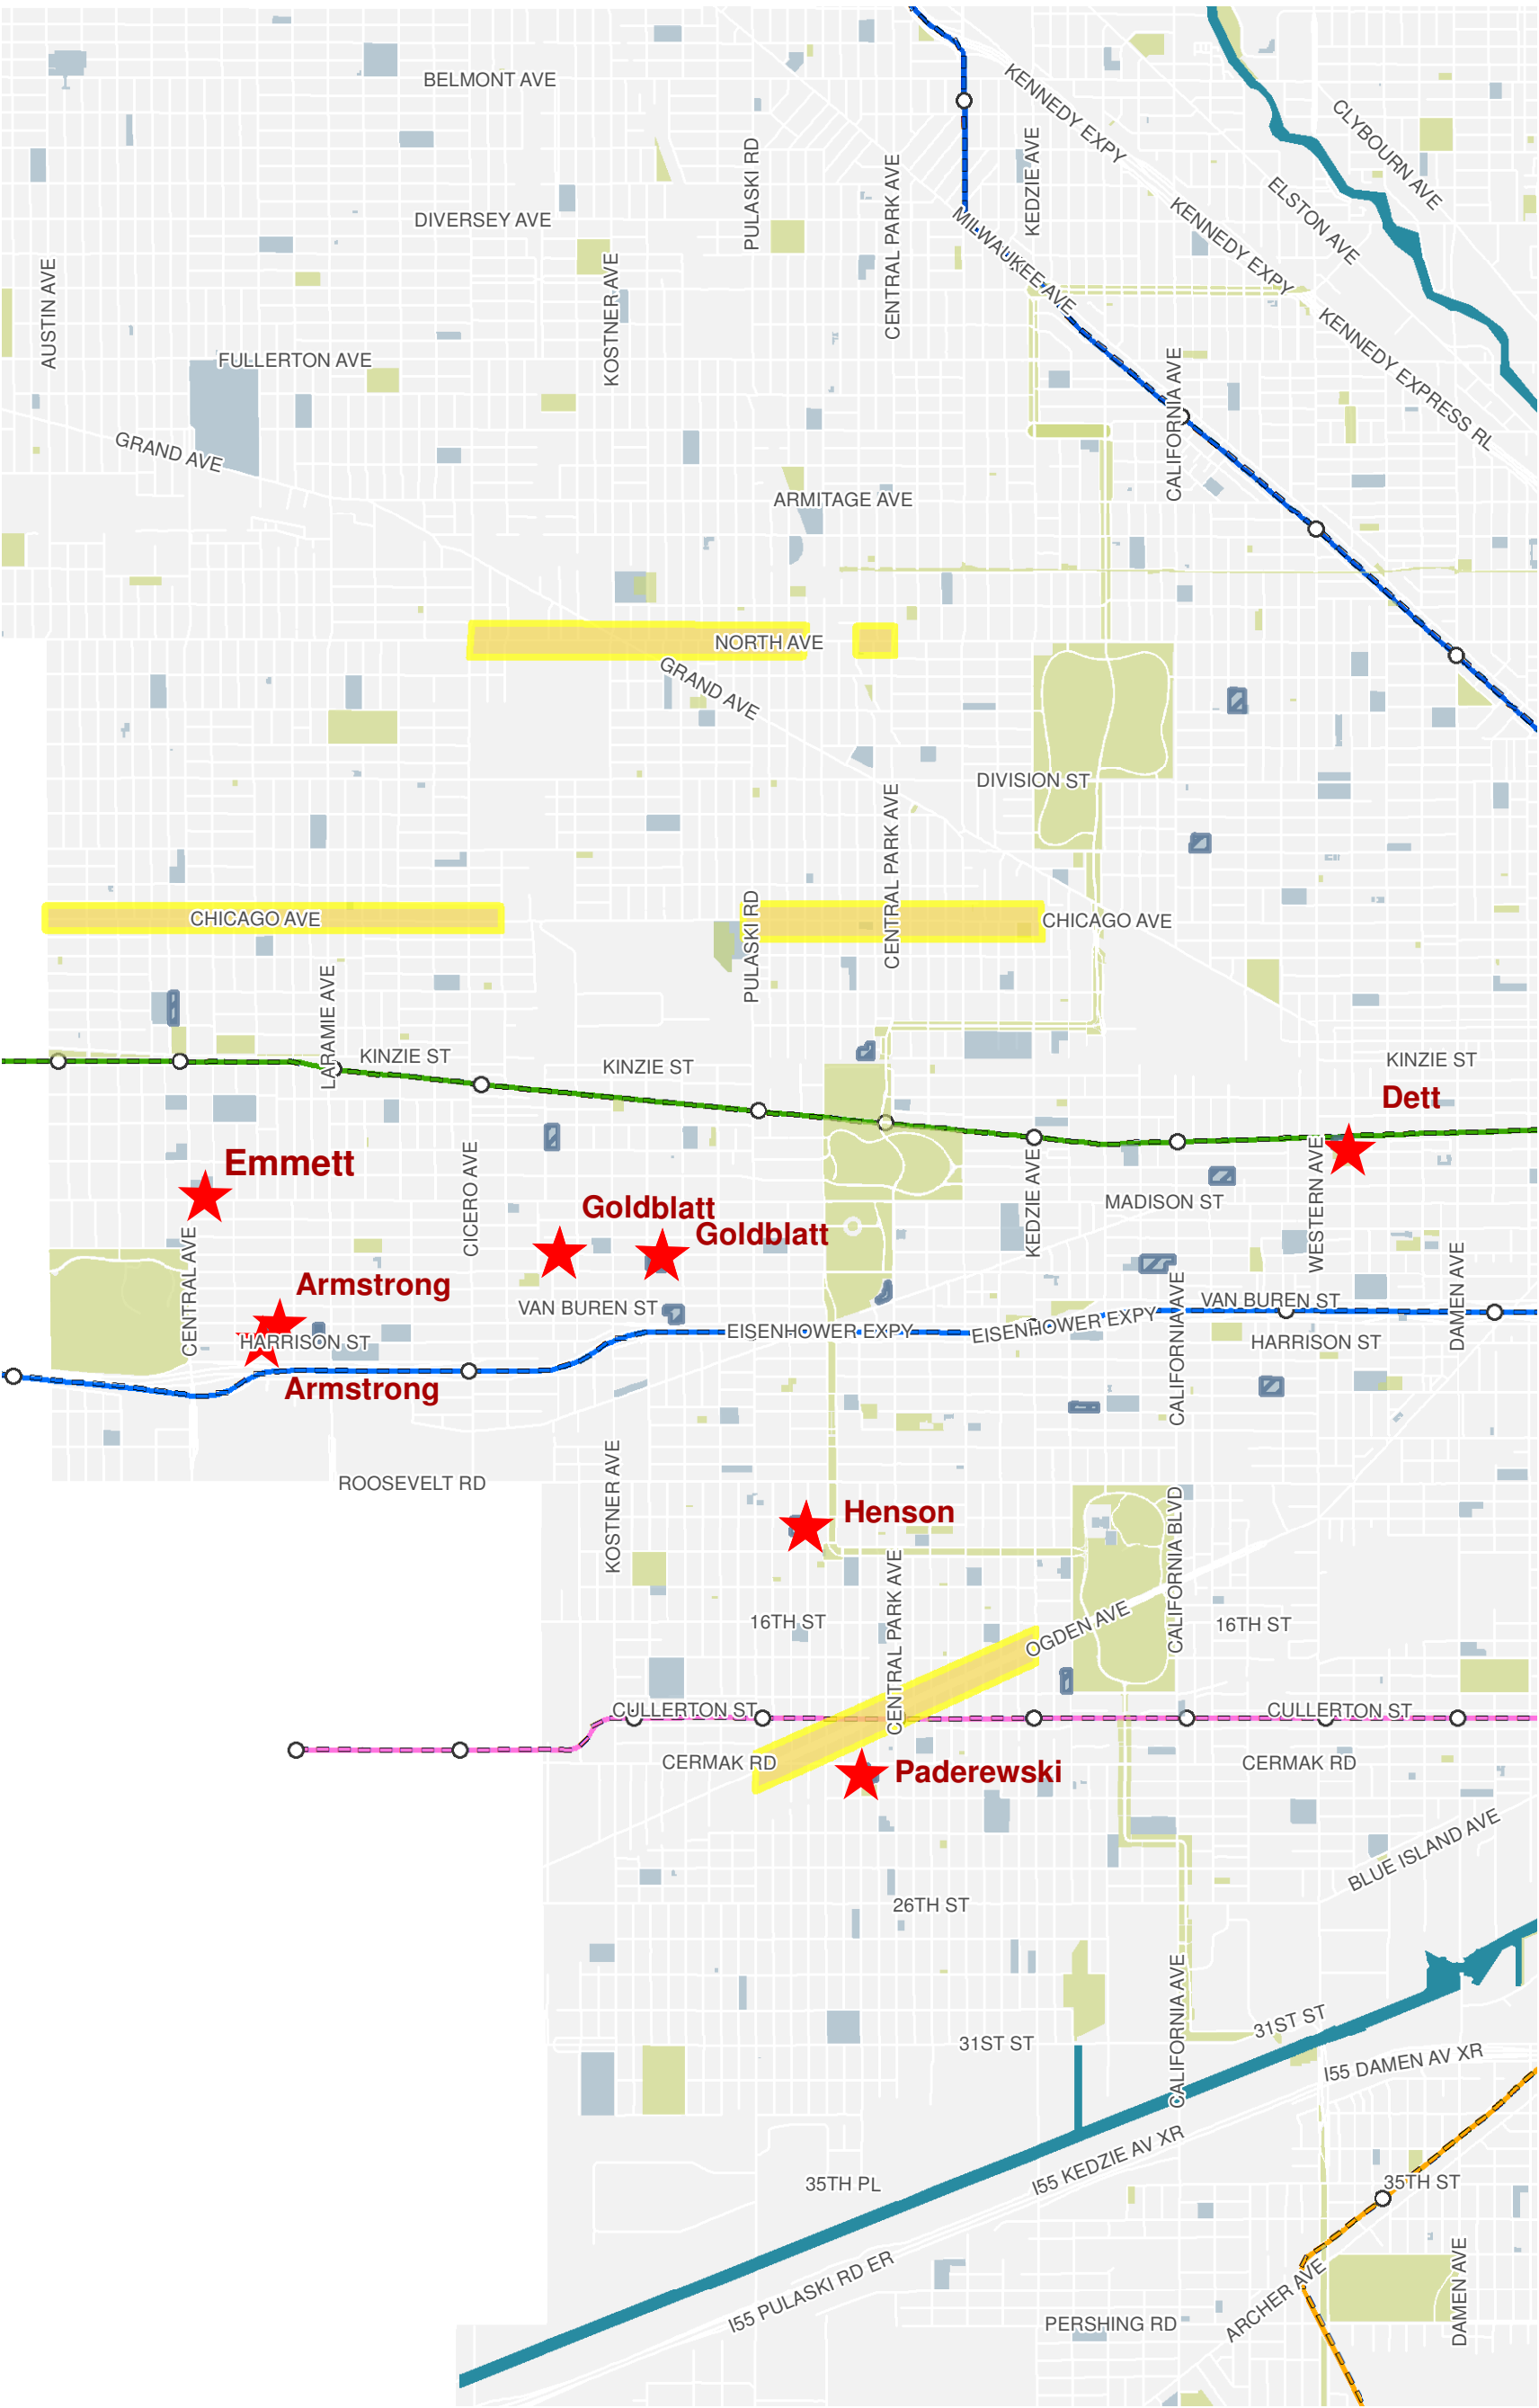 BELMONT AVE
KENNEDY EXPY
CLYBOURN AVE
PULASKI RD
CENTRAL PARK AVE
KEDZIE AVE
DIVERSEY AVE
MILWAUKEE AVE
KENNEDY EXPY
ELSTON AVE
AUSTIN AVE
KOSTNER AVE
FULLERTON AVE
KENNEDY EXPRESS RL
CALIFORNIA AVE
GRAND AVE
ARMITAGE AVE
NORTH AVE
GRAND AVE
DIVISION ST
CENTRAL PARK AVE
CHICAGO AVE
PULASKI RD
CHICAGO AVE
LARAMIE AVE
KINZIE ST
KINZIE ST
KINZIE ST
Dett
Emmett
CICERO AVE
KEDZIE AVE
MADISON ST
WESTERN AVE
Goldblatt
Goldblatt
CENTRAL AVE
Armstrong
VAN BUREN ST
VAN BUREN ST
CALIFORNIA AVE
DAMEN AVE
EISENHOWER EXPY
EISENHOWER EXPY
HARRISON ST
HARRISON ST
Armstrong
ROOSEVELT RD
KOSTNER AVE
Henson
CALIFORNIA BLVD
16TH ST
CENTRAL PARK AVE
OGDEN AVE
16TH ST
CULLERTON ST
CULLERTON ST
CERMAK RD
Paderewski
CERMAK RD
BLUE ISLAND AVE
26TH ST
CALIFORNIA AVE
31ST ST
31ST ST
I55 DAMEN AV XR
I55 KEDZIE AV XR
35TH PL
35TH ST
I55 PULASKI RD ER
ARCHER AVE
DAMEN AVE
PERSHING RD